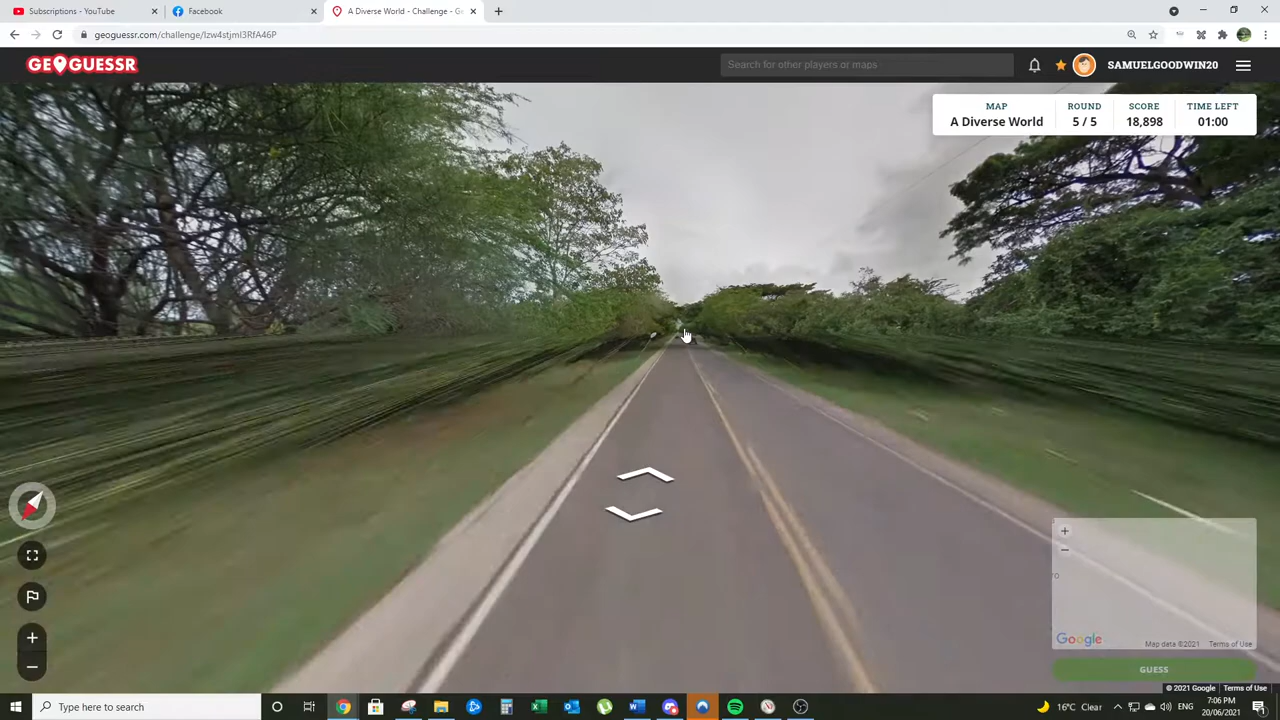 Subscriptions - YouTube
Facebook
A Diverse World - Challenge - Ge
geoguessr.com/challenge/Izw4stjmI3RfA46P
GEOGUESSR
Search for other players or maps
SAMUELGOODWIN20
MAP ROUND SCORE TIME LEFT
A Diverse World 5 / 5 18,898 01:00
Google
Map data ©2021 Terms of Use
GUESS
© 2021 Google Terms of Use
Type here to search
16°C Clear
ENG
7:06 PM
20/06/2021